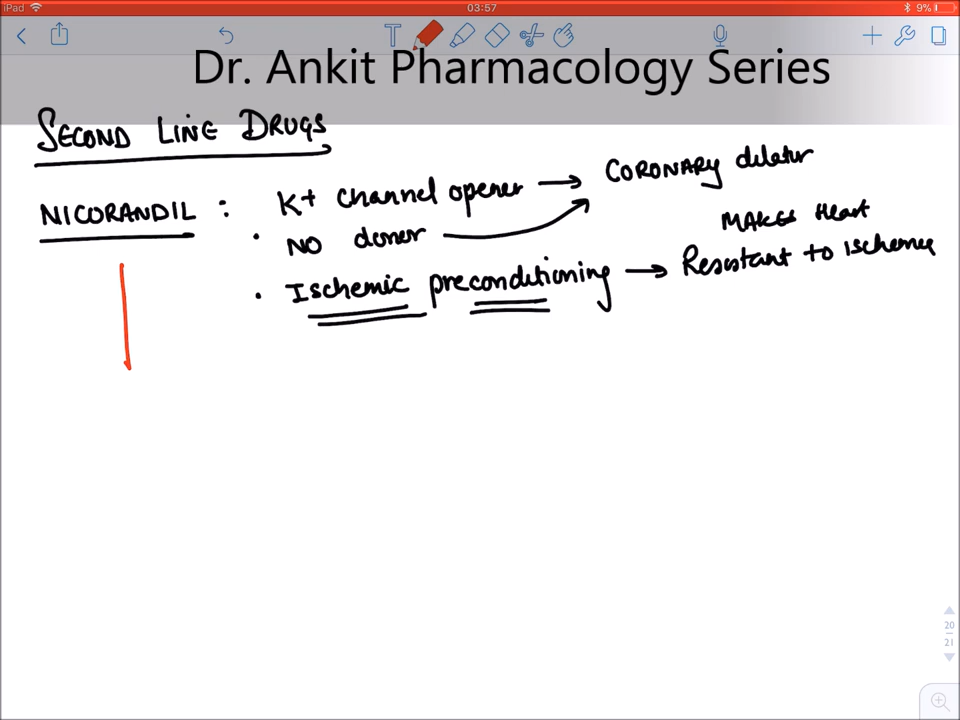 iPad 03:57 9%
T
Dr. Ankit Pharmacology Series
SECOND LINE DRUGS
NICORANDIL : K+ channel opener → CORONARY dilator
• NO doner
MAKES Heart
• Ischemic preconditioning → Resistant to ischemia
20
21